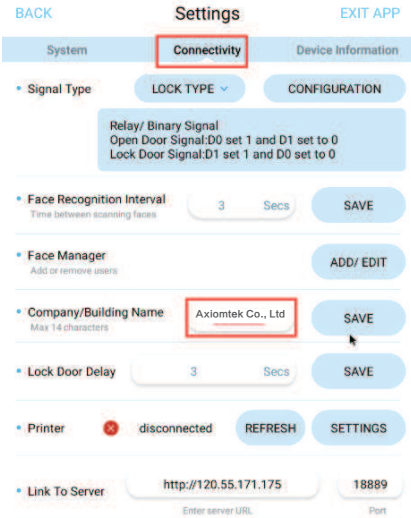 BACK Settings EXIT APP
System Connectivity Device Information
Signal Type LOCK TYPE CONFIGURATION
Relay/ Binary Signal
Open Door Signal:D0 set 1 and D1 set to 0
Lock Door Signal:D1 set 1 and D0 set to 0
Face Recognition Interval 3 Secs SAVE
Time between scanning faces
Face Manager ADD/ EDIT
Add or remove users
Company/Building Name Axiomtek Co., Ltd SAVE
Max 14 characters
Lock Door Delay 3 Secs SAVE
Printer disconnected REFRESH SETTINGS
Link To Server http://120.55.171.175 18889
Enter server URL Port